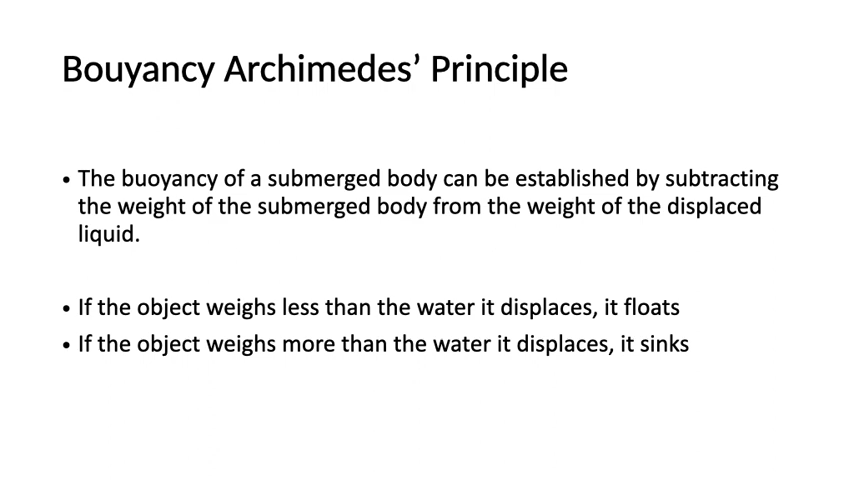 Bouyancy Archimedes’ Principle
• The buoyancy of a submerged body can be established by subtracting
the weight of the submerged body from the weight of the displaced
liquid.
• If the object weighs less than the water it displaces, it floats
• If the object weighs more than the water it displaces, it sinks